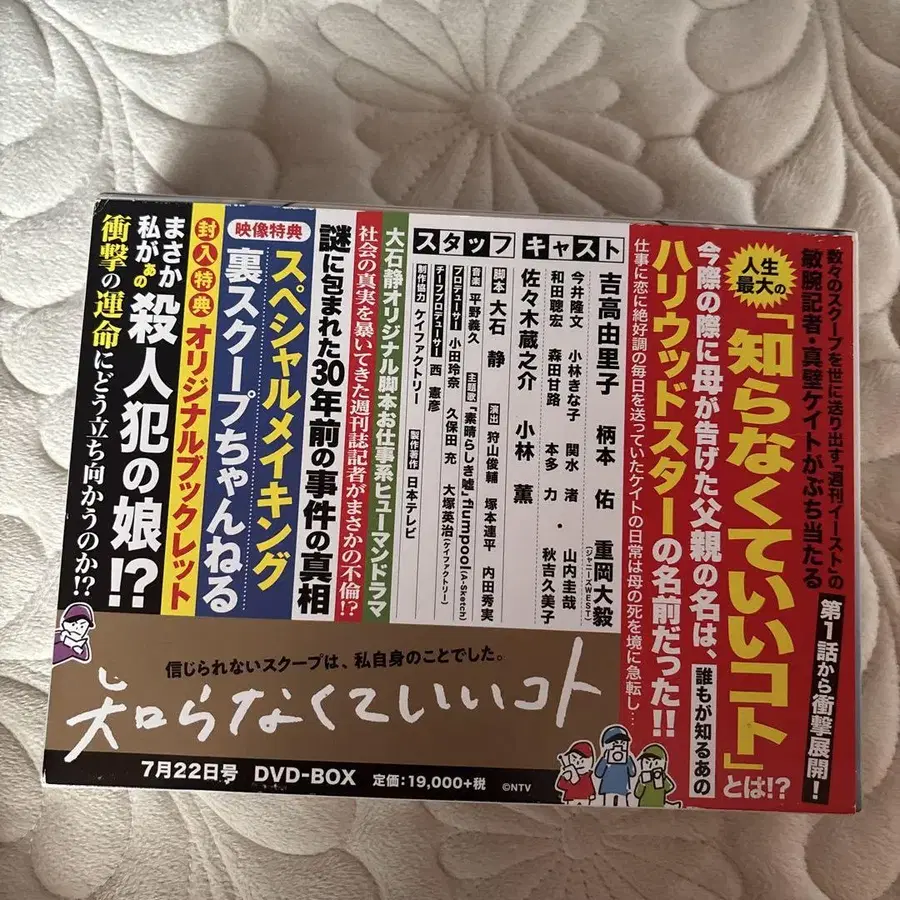 数々のスクープを世に送り出す「週刊イースト」の
敏腕記者・真壁ケイトがぶち当たる
第1話から衝撃展開!
人生最大の
「知らなくていいコト」とは!?
今際の際に母が告げた父親の名は、誰もが知るあの
ハリウッドスターの名前だった!!
仕事に恋に絶好調の毎日を送っていたケイトの日常は母の死を境に急転し…
キャスト
吉高由里子 柄本 佑 重岡大毅(ジャニーズWEST)
今井隆文 小林きな子 関水 渚 山内圭哉
和田聰宏 森田甘路 本多 力 ・ 秋吉久美子
佐々木蔵之介 小林 薫
スタッフ
脚本 大石 静 演出 狩山俊輔 塚本連平 内田秀実
音楽 平野義久 主題歌「素晴らしき嘘」flumpool(A-Sketch)
プロデューサー 小田玲奈 久保田 充 大塚英治(ケイファクトリー)
チーフプロデューサー 西 憲彦
制作協力 ケイファクトリー 製作著作 日本テレビ
大石静オリジナル脚本お仕事系ヒューマンドラマ
社会の真実を暴いてきた週刊誌記者がまさかの不倫!?
謎に包まれた30年前の事件の真相
映像特典
スペシャルメイキング
裏スクープちゃんねる
封入特典 オリジナルブックレット
まさか私があの殺人犯の娘!?
衝撃の運命にどう立ち向かうのか!?
信じられないスクープは、私自身のことでした。
知らなくていいコト
7月22日号 DVD-BOX 定価:19,000+税 ©NTV